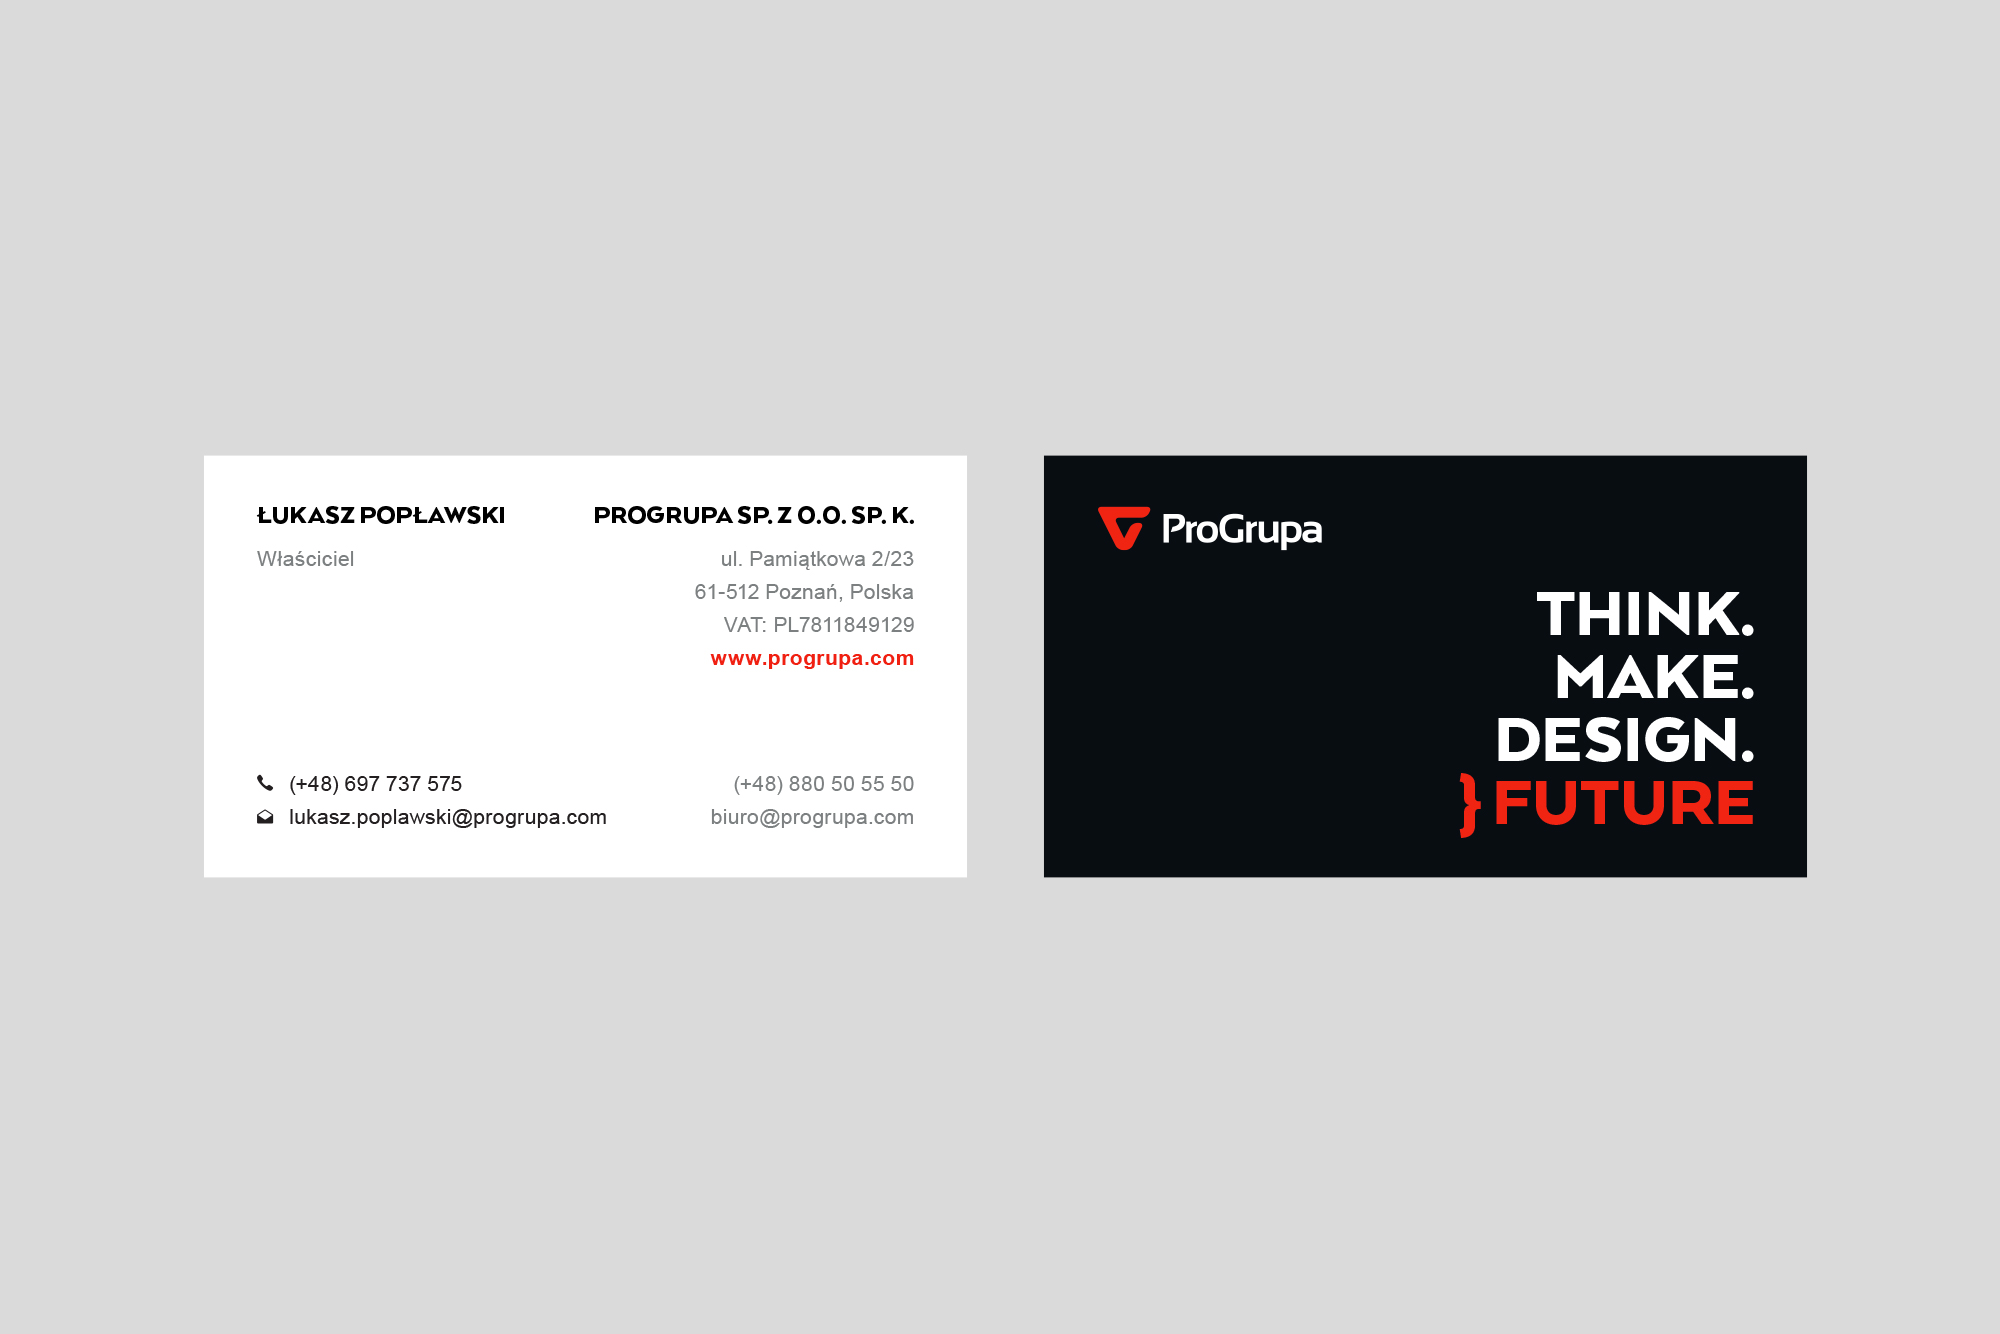 ŁUKASZ POPŁAWSKI
Właściciel
(+48) 697 737 575
lukasz.poplawski@progrupa.com
PROGRUPA SP. Z O.O. SP. K.
ul. Pamiątkowa 2/23
61-512 Poznań, Polska
VAT: PL7811849129
www.progrupa.com
(+48) 880 50 55 50
biuro@progrupa.com
ProGrupa
THINK.
MAKE.
DESIGN.
} FUTURE